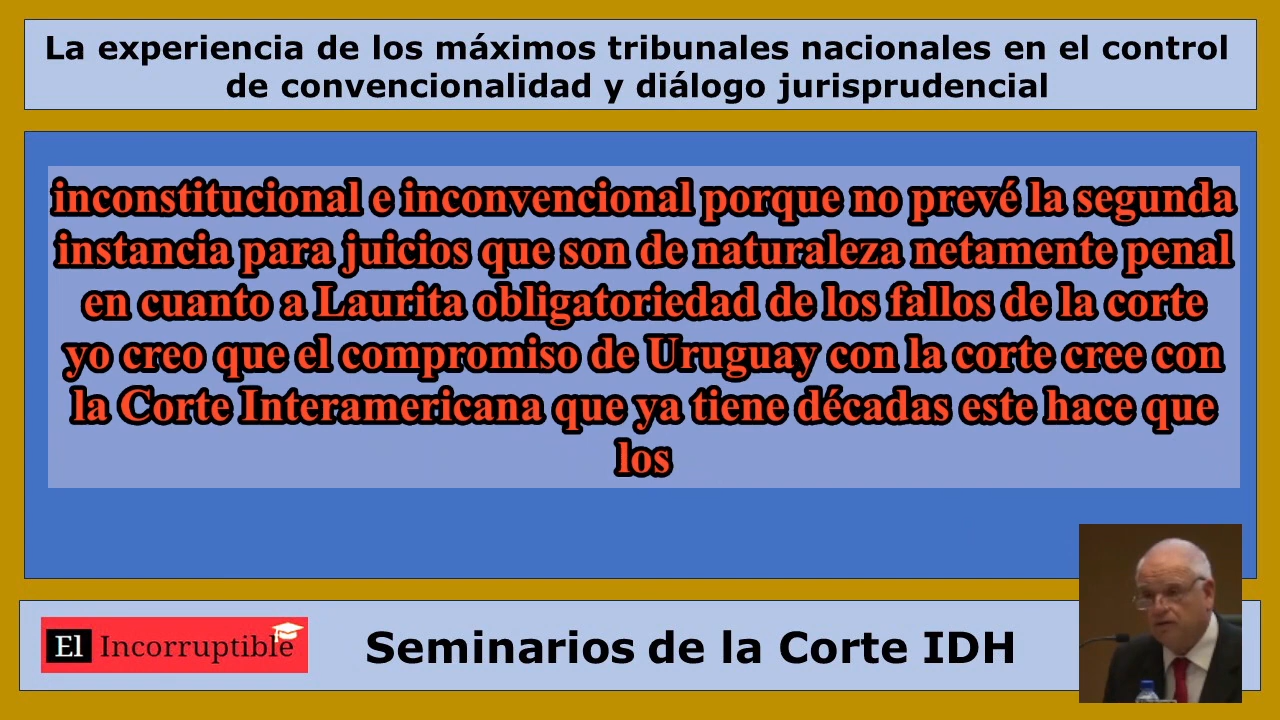 La experiencia de los máximos tribunales nacionales en el control
de convencionalidad y diálogo jurisprudencial
inconstitucional e inconvencional porque no prevé la segunda
instancia para juicios que son de naturaleza netamente penal
en cuanto a Laurita obligatoriedad de los fallos de la corte
yo creo que el compromiso de Uruguay con la corte cree con
la Corte Interamericana que ya tiene décadas este hace que
los
El Incorruptible
Seminarios de la Corte IDH